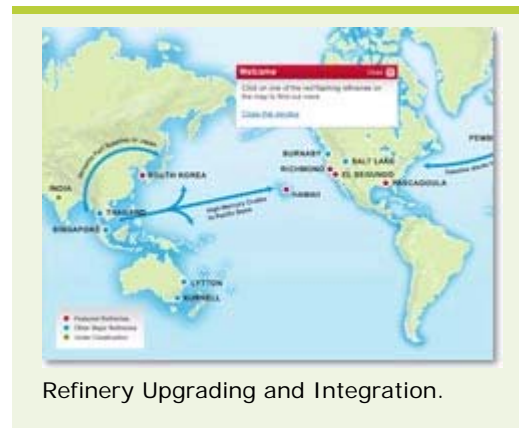 Welcome
Close
Click on one of the red flashing refineries on
the map to find out more.
Close this window
PEMB
BURNABY
SALT LAKE
RICHMOND
EL SEGUNDO
PASCAGOULA
SOUTH KOREA
INDIA
HAWAII
High Mercury Crudes
to Pacific Basin
THAILAND
SINGAPORE
LYTTON
KURNELL
Featured Refineries
Other Major Refineries
Under Construction
Refinery Upgrading and Integration.